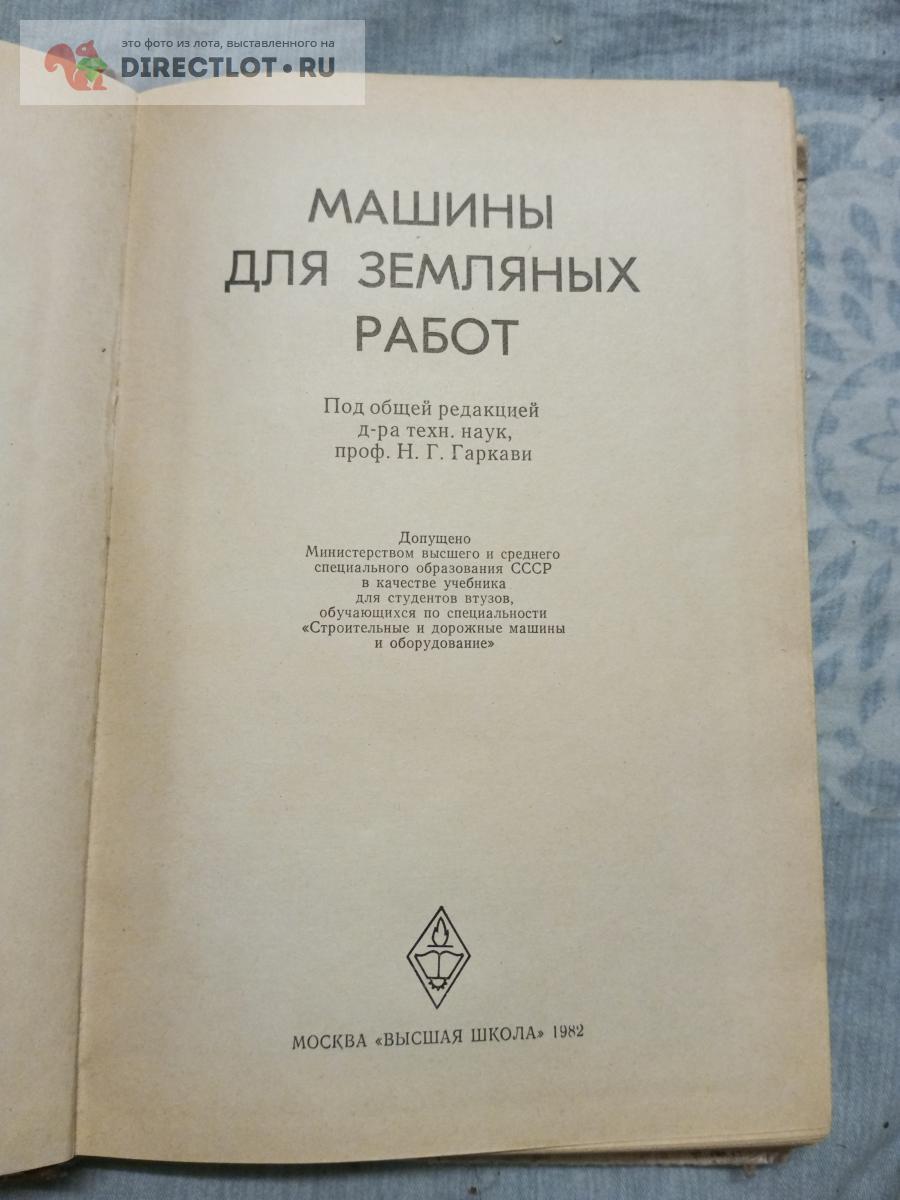 это фото из лота, выставленного на
DIRECTLOT•RU
МАШИНЫ
ДЛЯ ЗЕМЛЯНЫХ
РАБОТ
Под общей редакцией
д-ра техн. наук,
проф. Н. Г. Гаркави
Допущено
Министерством высшего и среднего
специального образования СССР
в качестве учебника
для студентов втузов,
обучающихся по специальности
«Строительные и дорожные машины
и оборудование»
МОСКВА «ВЫСШАЯ ШКОЛА» 1982